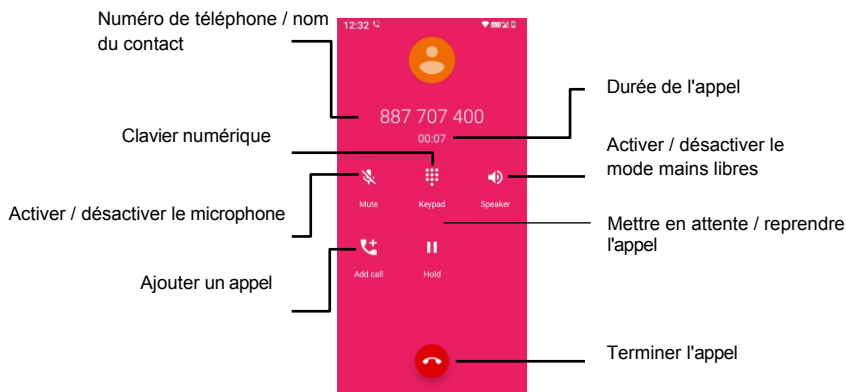 Numéro de téléphone / nom
du contact
Clavier numérique
Activer / désactiver le microphone
Ajouter un appel
12:32
887 707 400
00:07
Mute
Keypad
Speaker
Add call
Hold
Durée de l'appel
Activer / désactiver le
mode mains libres
Mettre en attente / reprendre
l'appel
Terminer l'appel